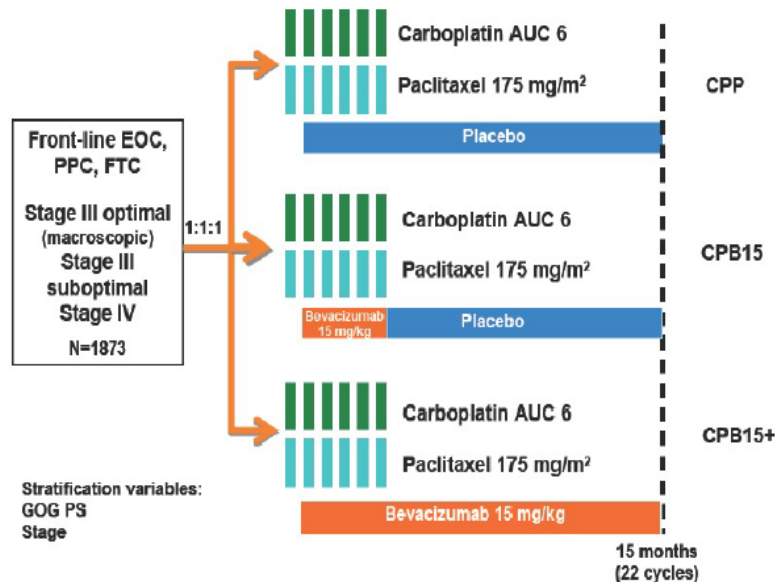 Front-line EOC,
PPC, FTC
Stage III optimal
(macroscopic)
Stage III
suboptimal
Stage IV
N=1873
1:1:1
Carboplatin AUC 6
Paclitaxel 175 mg/m²
Placebo
CPP
Carboplatin AUC 6
Paclitaxel 175 mg/m²
Bevacizumab
15 mg/kg
Placebo
CPB15
Carboplatin AUC 6
Paclitaxel 175 mg/m²
Bevacizumab 15 mg/kg
CPB15+
Stratification variables:
GOG PS
Stage
15 months
(22 cycles)